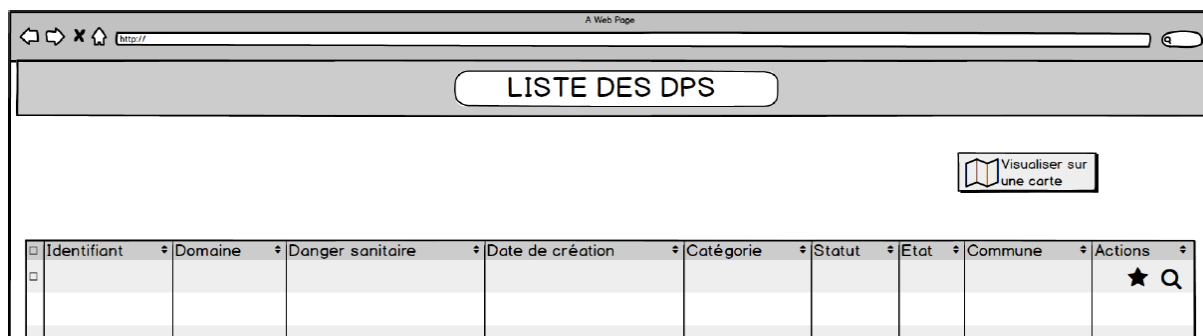 A Web Page
http://
LISTE DES DPS
Visualiser sur
une carte
Identifiant Domaine Danger sanitaire Date de création Catégorie Statut Etat Commune Actions